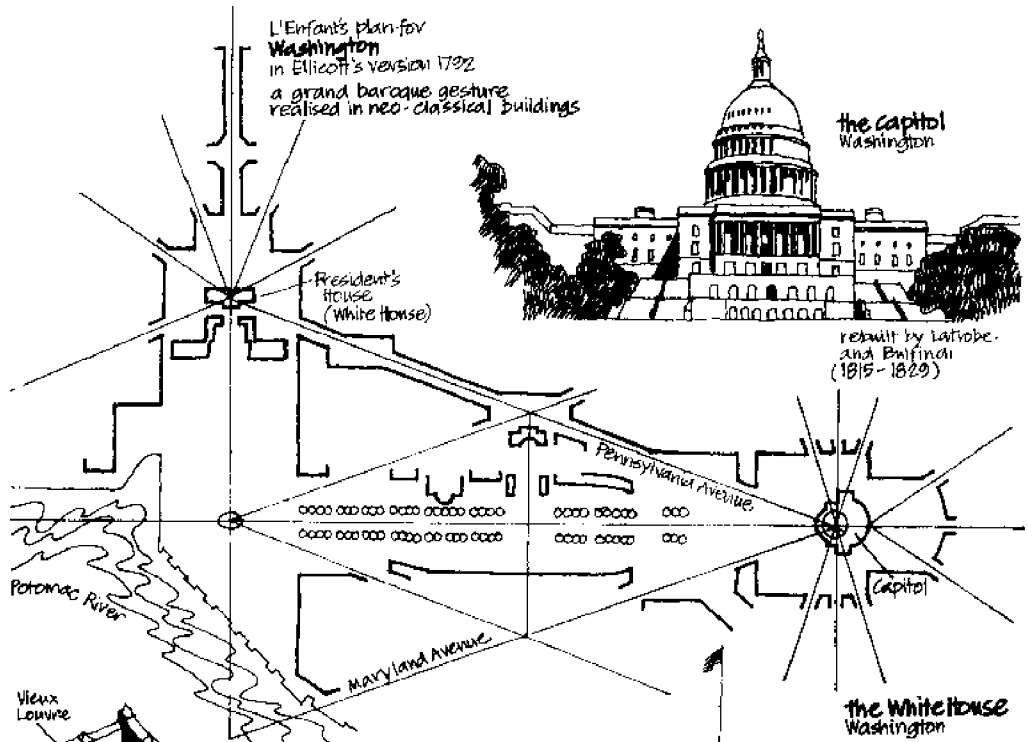 L'Enfant's plan for
Washington
in Ellicott's version 1792
a grand baroque gesture
realised in neo-classical buildings
the Capitol
Washington
President's
House
(White House)
rebuilt by Latrobe
and Bulfinch
(1815-1829)
Pennsylvania Avenue
Potomac River
Capitol
Maryland Avenue
Vieux
Louvre
the White House
Washington